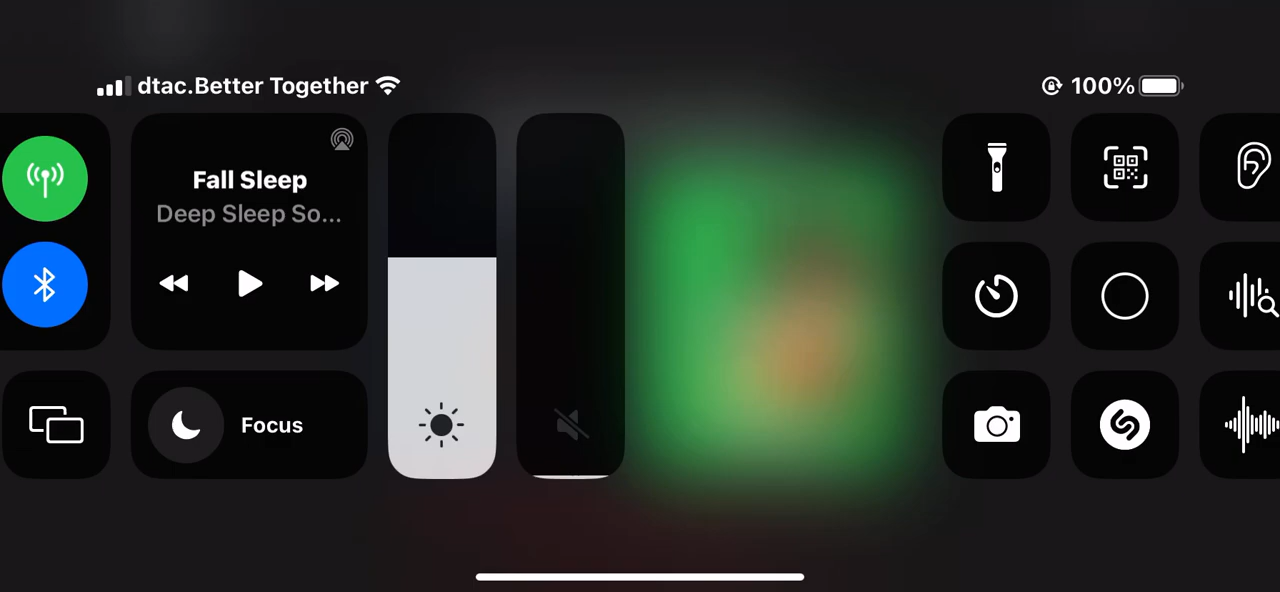 dtac.Better Together
100%
Fall Sleep
Deep Sleep So...
Focus